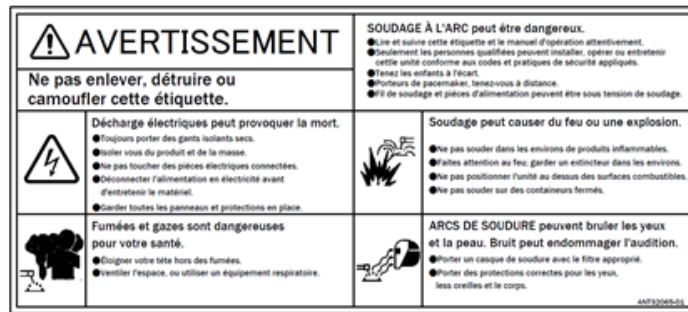 AVERTISSEMENT
Ne pas enlever, détruire ou
camoufler cette étiquette.
SOUDAGE À L'ARC peut étre dangereux.
●Lire et suivre cette étiquette et le manuel d'opération attentivement.
●Seulement les personnes qualifiées peuvent installer, opérer ou entretenir
cettle unité conforme aux codes et pratiques de sécurité appliqués.
●Tenez les enfants à l'écart.
●Porteurs de pacemaker, tenez-vous à distance.
●Fil de soudage et pièces d'alimentation peuvent être sous tension de soudage.
Décharge électriques peut provoquer la mort.
●Toujours porter des gants isolants secs.
●Isoler vous du produit et de la masse.
●Ne pas toucher des pièces électriques connectées.
●Déconnecter l'alimentation en électricité avant
d'entretenir le matériel.
●Garder toutes les panneaux et protections en place.
Soudage peut causer du feu ou une explosion.
●Ne pas souder dans les environs de produits inflammables.
●Faites attention au feu; garder un extincteur dans les environs.
●Ne pas positionner l'unité au dessus des surfaces combustibles.
●Ne pas souder sur des containeurs fermés.
Fumées et gazes sont dangereuses
pour votre santé.
●Éloigner votre téte hors des fumées.
●Ventiler l'espace, ou utiliser un équipement respiratoire.
ARCS DE SOUDURE peuvent bruler les yeux
et la peau. Bruit peut endommager l'audition.
●Porter un casque de soudure avec le filtre approprié.
●Porter des protections correctes pour les yeux,
less oreilles et le corps.
ANT32065-01